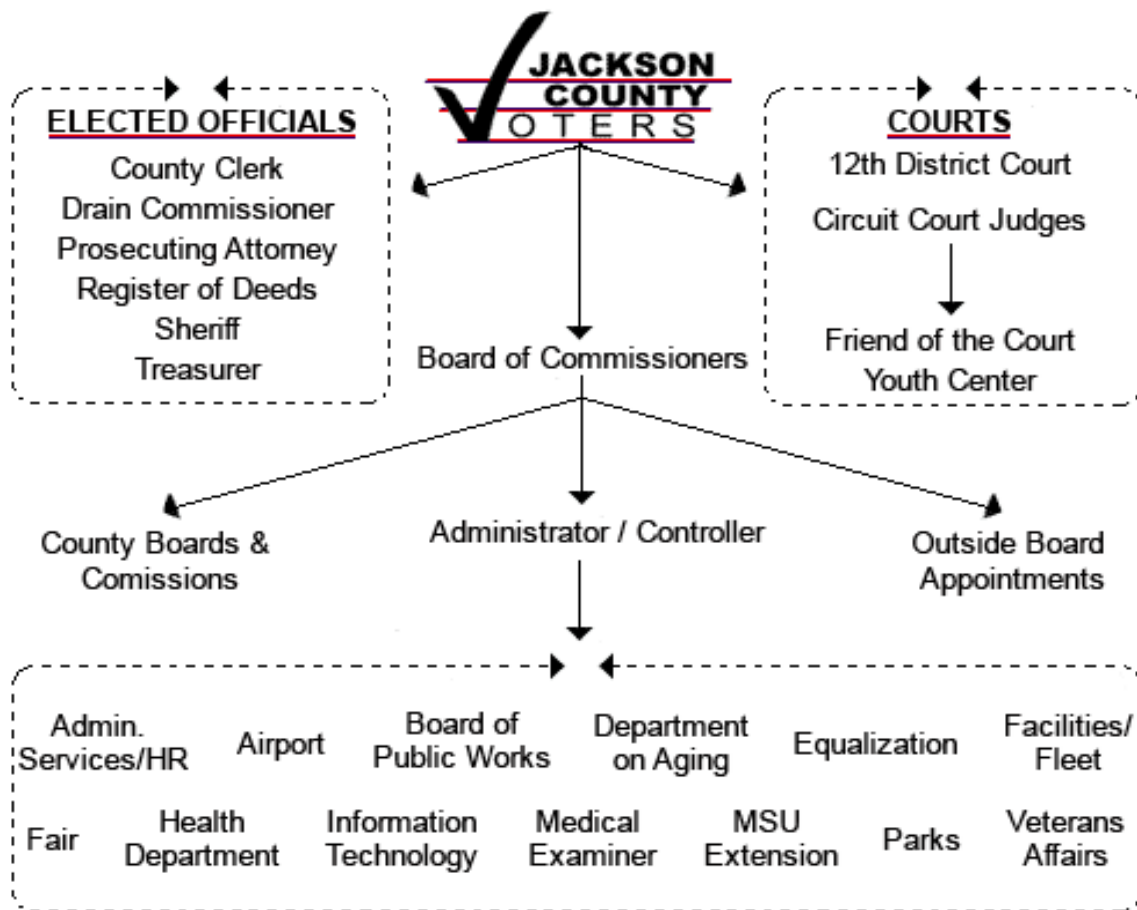 JACKSON
COUNTY
VOTERS
ELECTED OFFICIALS
County Clerk
Drain Commissioner
Prosecuting Attorney
Register of Deeds
Sheriff
Treasurer
COURTS
12th District Court
Circuit Court Judges
Friend of the Court
Youth Center
Board of Commissioners
County Boards &
Comissions
Administrator / Controller
Outside Board
Appointments
Admin.
Services/HR
Airport
Board of
Public Works
Department
on Aging
Equalization
Facilities/
Fleet
Fair
Health
Department
Information
Technology
Medical
Examiner
MSU
Extension
Parks
Veterans
Affairs